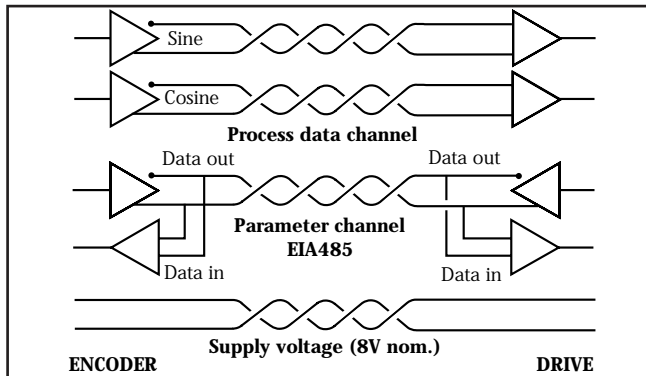 Sine
Cosine
Process data channel
Data out
Data out
Parameter channel
EIA485
Data in
Data in
Supply voltage (8V nom.)
ENCODER
DRIVE